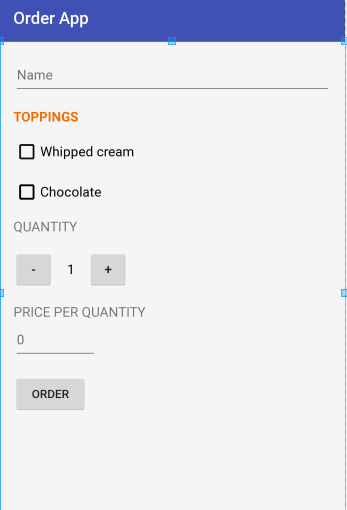 Order App
Name
TOPPINGS
Whipped cream
Chocolate
QUANTITY
- 1 +
PRICE PER QUANTITY
0
ORDER